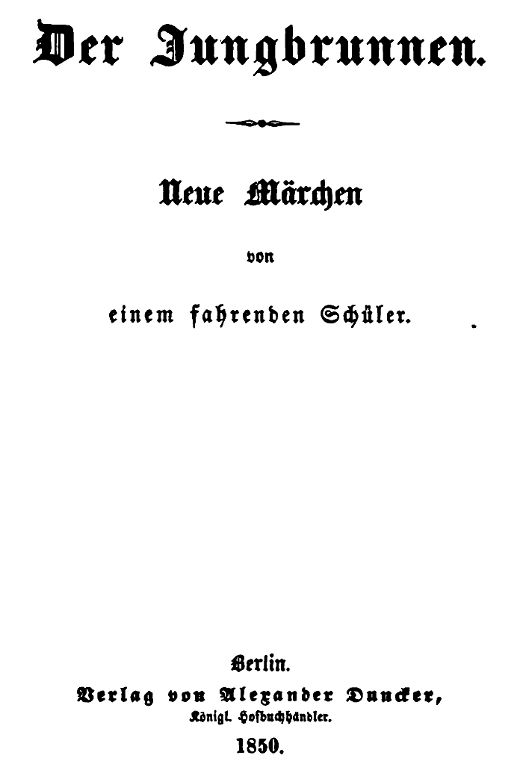 Der Jungbrunnen.
Neue Märchen
von
einem fahrenden Schüler.
Berlin.
Verlag von Alexander Duncker,
Königl. Hofbuchhändler.
1850.